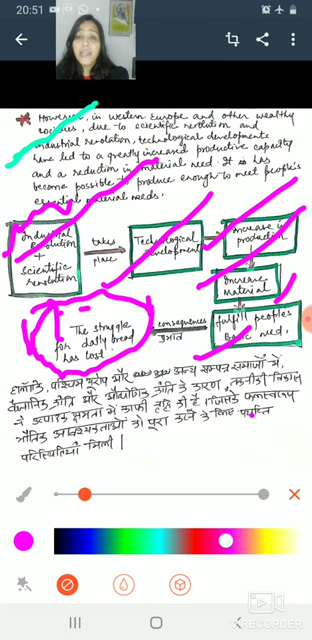 20:51
However, in western Europe and other wealthy
societies, due to scientific revolution and
industrial revolution, technological developments
have led to a greatly increased productive capacity
and a reduction in material need. It is has
become possible to produce enough to meet people's
essential material needs.
Industrial
Revolution
+
Scientific
revolution
takes
place
Technological
Development
Increase in
production
Increase
Material
fulfill peoples
Basic need,
consequences
The struggle
for daily bread
has lost
हालाँकि, पश्चिम यूरोप और अन्य सम्पन्न समाजों में,
वैज्ञानिक क्रांति और औद्योगिक क्रांति के कारण, तकनीकी विकास
ने उत्पादक क्षमता में काफी वृद्धि की है। जिसके फलस्वरूप
भौतिक आवश्यकताओं को पूरा करने के लिए पर्याप्त
परिस्थितियाँ मिली|
V RECORDER